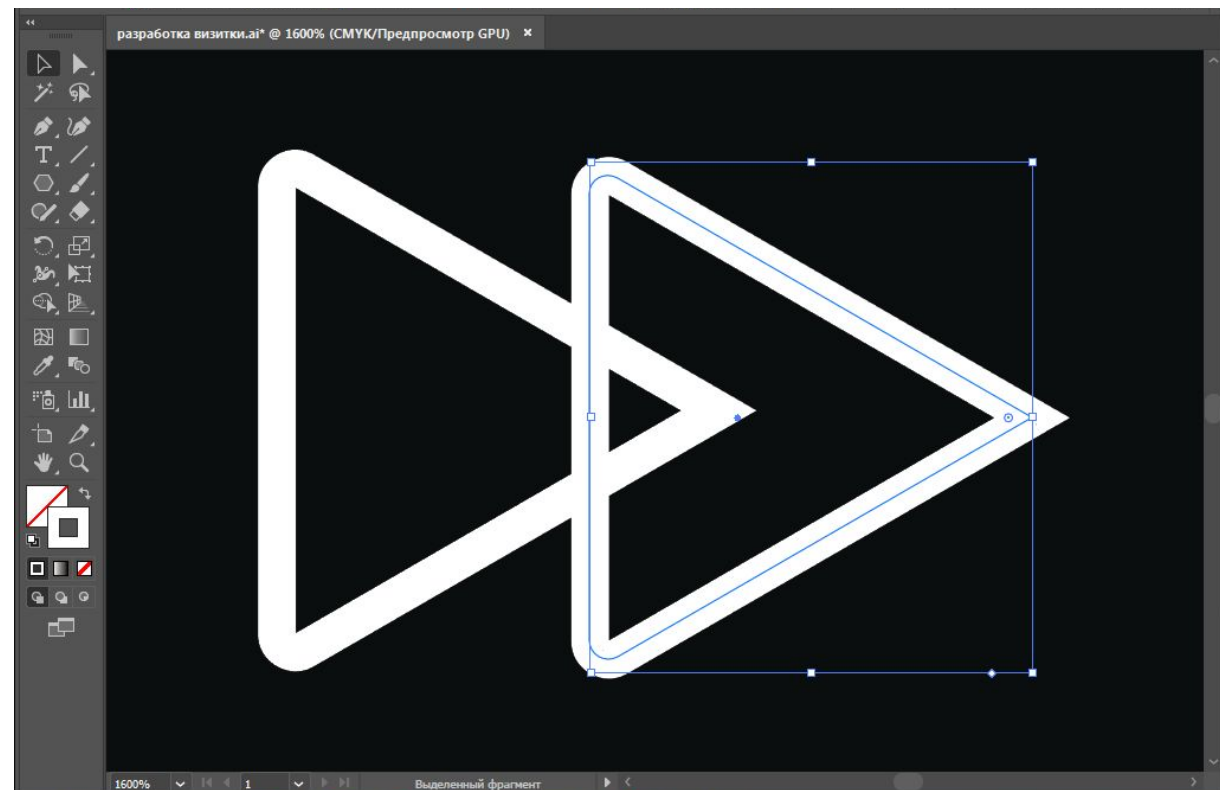 разработка визитки.ai* @ 1600% (CMYK/Предпросмотр GPU) ×
1600%
1
Выделенный фрагмент